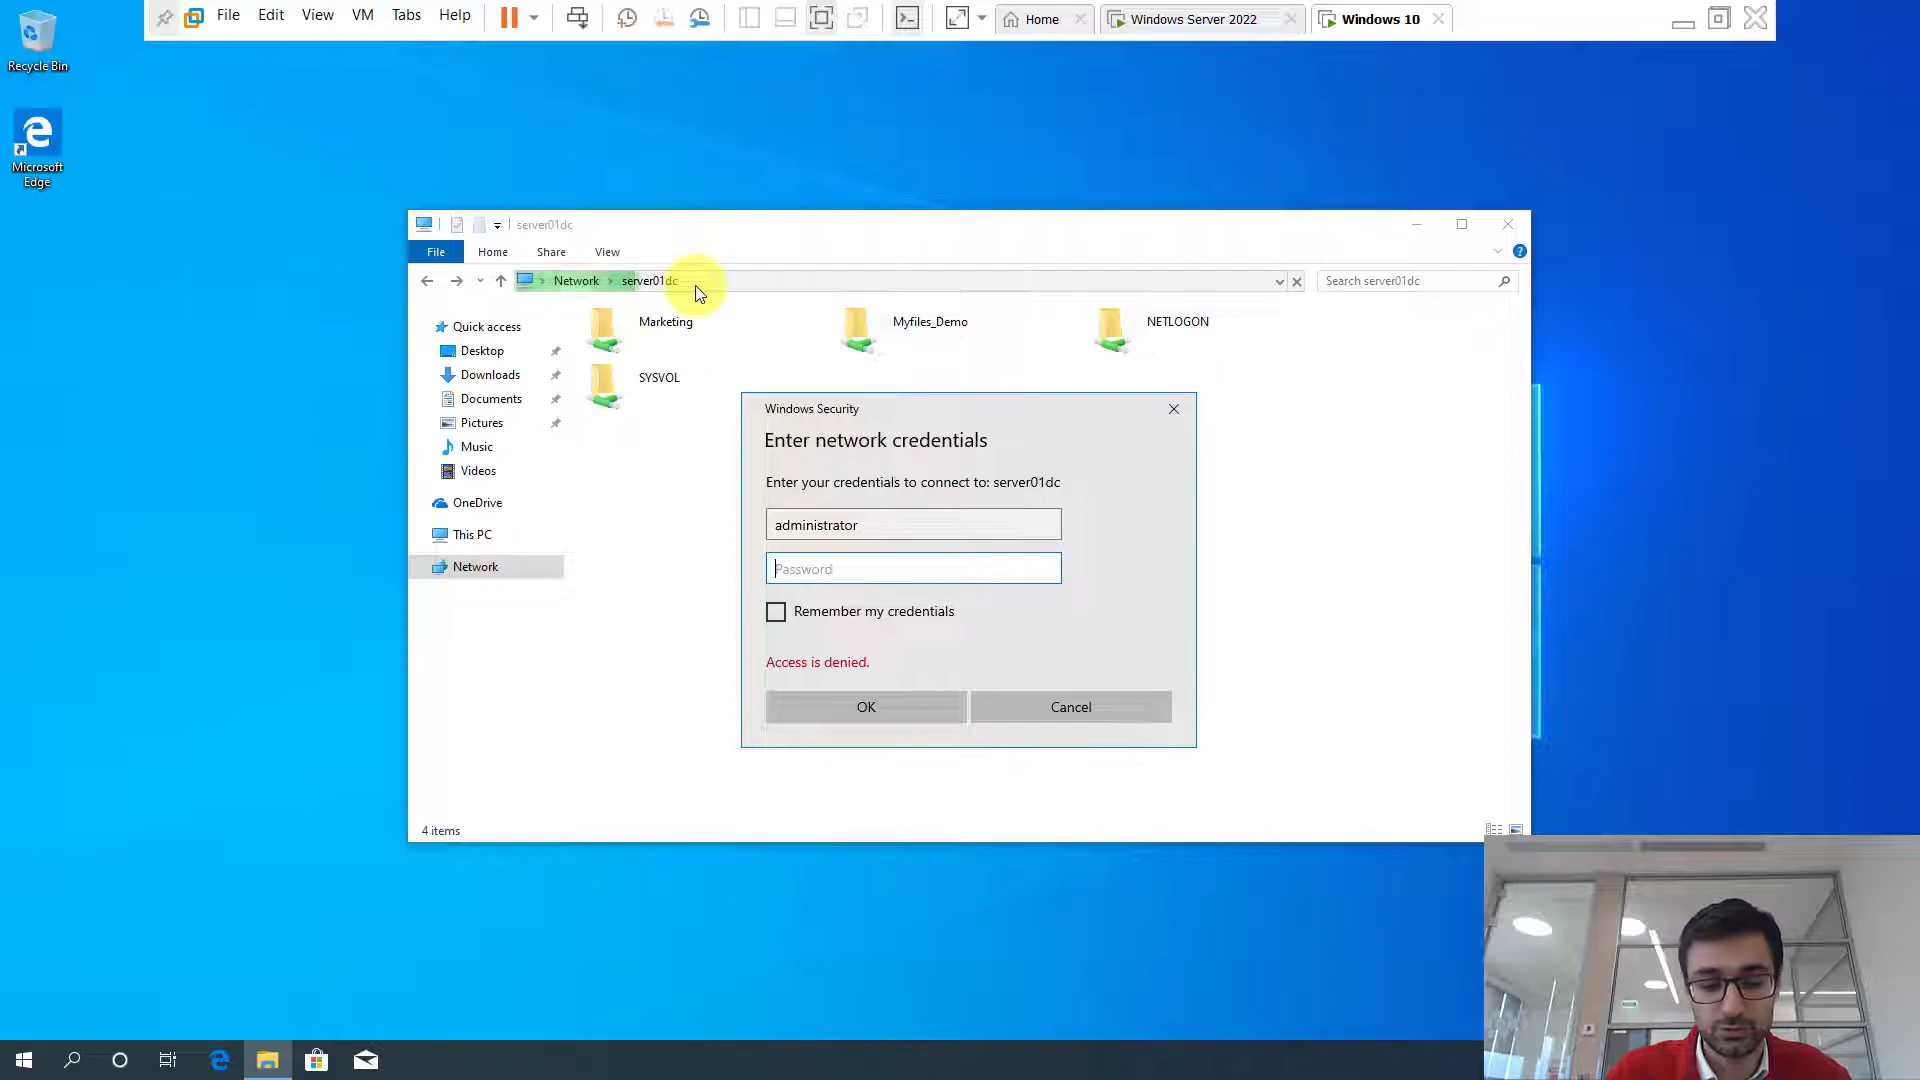 File Edit View VM Tabs Help
Home
Windows Server 2022
Windows 10
Recycle Bin
Microsoft
Edge
server01dc
File Home Share View
Network server01dc
Search server01dc
Quick access
Desktop
Downloads
Documents
Pictures
Music
Videos
OneDrive
This PC
Network
Marketing
Myfiles_Demo
NETLOGON
SYSVOL
Windows Security
Enter network credentials
Enter your credentials to connect to: server01dc
administrator
Password
Remember my credentials
Access is denied.
OK
Cancel
4 items